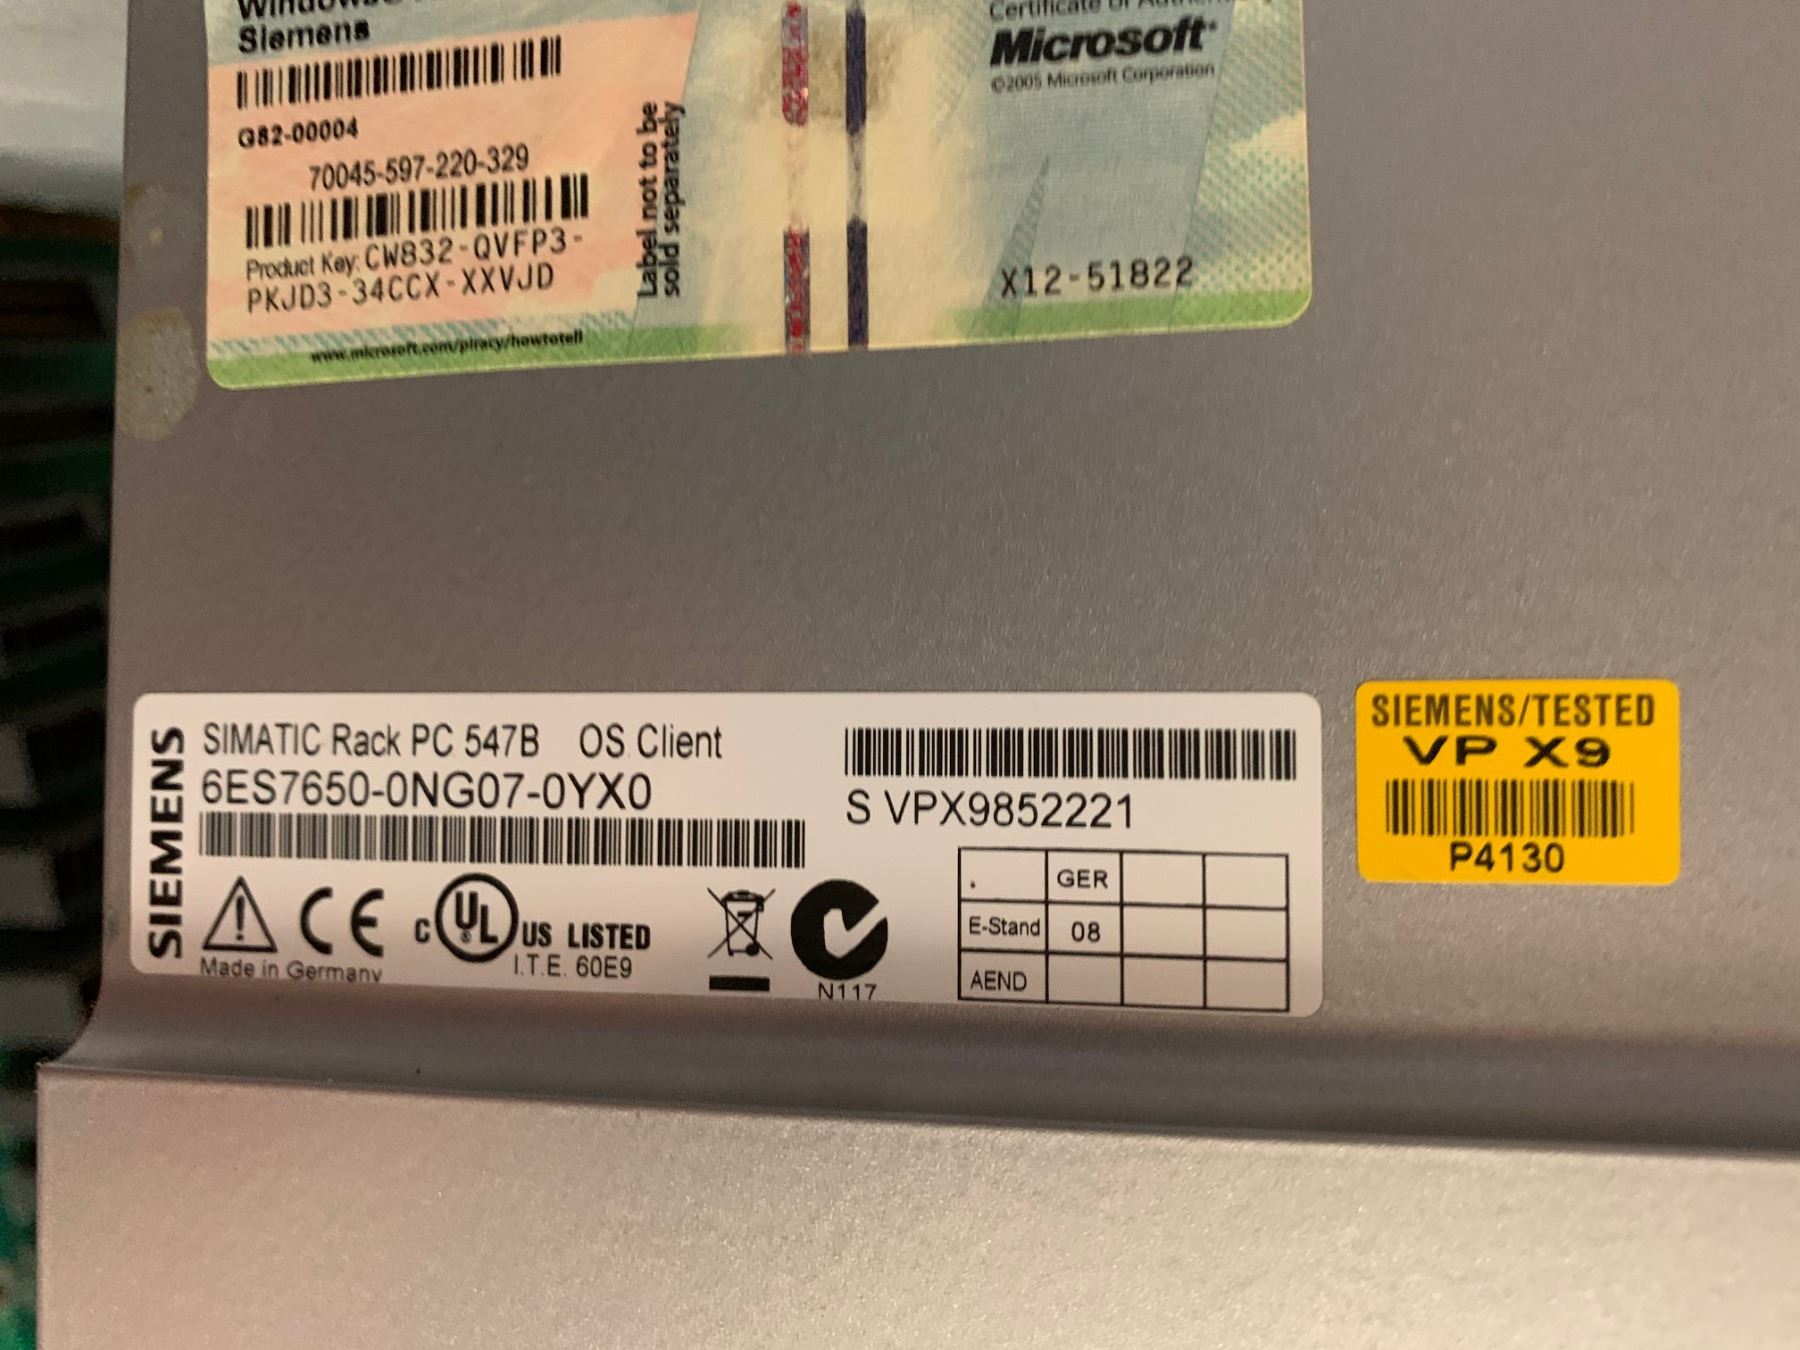 Siemens
G82-00004
70045-597-220-329
Product Key: CW832-QVFP3-
PKJD3-34CCX-XXVJD
www.microsoft.com/piracy/howtotell
Label not to be
sold separately
Certificate of
Microsoft
©2005 Microsoft Corporation
X12-51822
SIEMENS
SIMATIC Rack PC 547B OS Client
6ES7650-0NG07-0YX0
S VPX9852221
CE
C UL US LISTED
I.T.E. 60E9
Made in Germany
N117
GER
E-Stand 08
AEND
SIEMENS/TESTED
VP X9
P4130